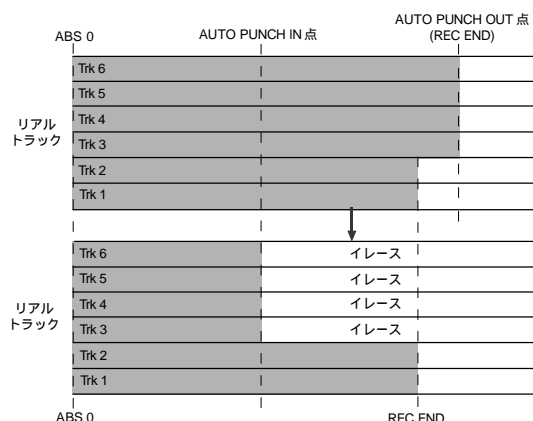 ABS 0
AUTO PUNCH IN 点
AUTO PUNCH OUT 点
(REC END)
リアル
トラック
Trk 6
Trk 5
Trk 4
Trk 3
Trk 2
Trk 1
リアル
トラック
Trk 6 イレース
Trk 5 イレース
Trk 4 イレース
Trk 3 イレース
Trk 2
Trk 1
ABS 0
REC END